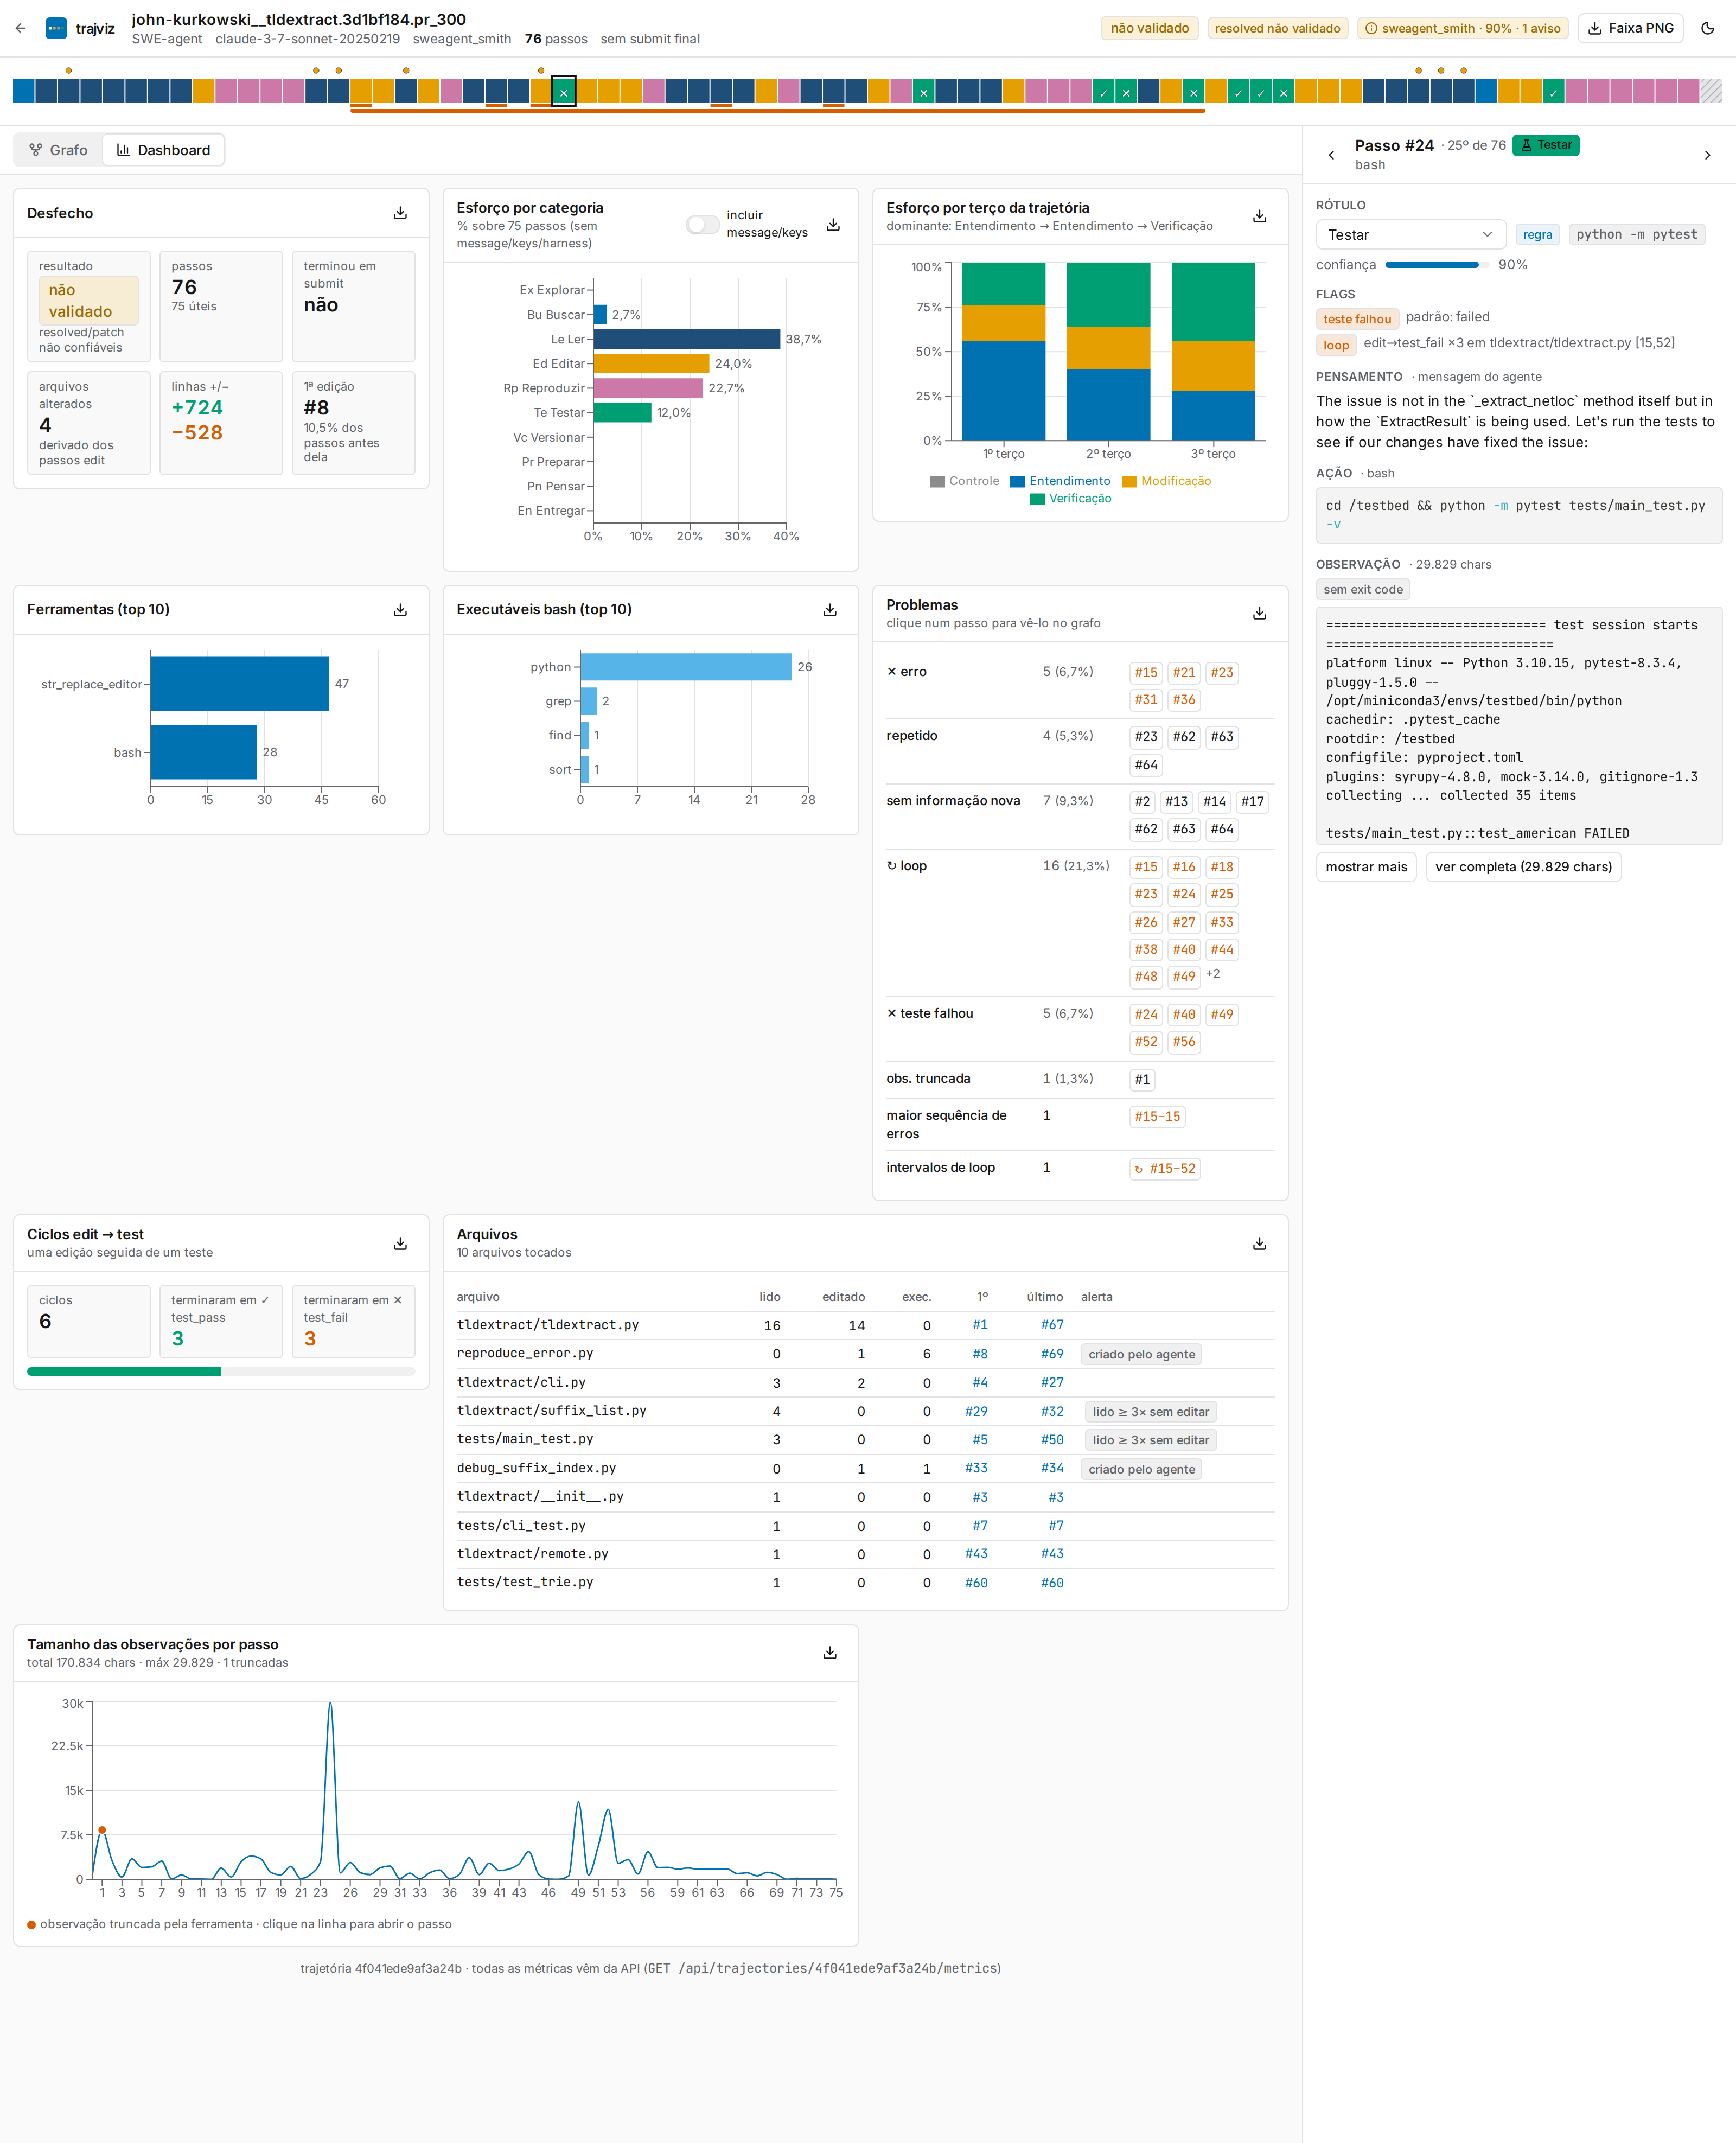 trajviz
john-kurkowski__tldextract.3d1bf184.pr_300
SWE-agent claude-3-7-sonnet-20250219 sweagent_smith 76 passos sem submit final
não validado
resolved não validado
sweagent_smith · 90% · 1 aviso
Faixa PNG
Grafo
Dashboard
Desfecho
resultado
não
validado
resolved/patch
não confiáveis
passos
76
75 úteis
terminou em
submit
não
arquivos
alterados
4
derivado dos
passos edit
linhas +/−
+724
−528
1ª edição
#8
10,5% dos
passos antes
dela
Esforço por categoria
% sobre 75 passos (sem
message/keys/harness)
incluir
message/keys
Ex Explorar
Bu Buscar 2,7%
Le Ler 38,7%
Ed Editar 24,0%
Rp Reproduzir 22,7%
Te Testar 12,0%
Vc Versionar
Pr Preparar
Pn Pensar
En Entregar
0% 10% 20% 30% 40%
Esforço por terço da trajetória
dominante: Entendimento → Entendimento → Verificação
100%
75%
50%
25%
0%
1º terço 2º terço 3º terço
Controle Entendimento Modificação
Verificação
Ferramentas (top 10)
str_replace_editor 47
bash 28
0 15 30 45 60
Executáveis bash (top 10)
python 26
grep 2
find 1
sort 1
0 7 14 21 28
Problemas
clique num passo para vê-lo no grafo
✕ erro 5 (6,7%) #15 #21 #23
#31 #36
repetido 4 (5,3%) #23 #62 #63
#64
sem informação nova 7 (9,3%) #2 #13 #14 #17
#62 #63 #64
↻ loop 16 (21,3%) #15 #16 #18
#23 #24 #25
#26 #27 #33
#38 #40 #44
#48 #49 +2
✕ teste falhou 5 (6,7%) #24 #40 #49
#52 #56
obs. truncada 1 (1,3%) #1
maior sequência de
erros 1 #15–15
intervalos de loop 1 ↻ #15–52
Ciclos edit → test
uma edição seguida de um teste
ciclos
6
terminaram em ✓
test_pass
3
terminaram em ✕
test_fail
3
Arquivos
10 arquivos tocados
arquivo lido editado exec. 1º último alerta
tldextract/tldextract.py 16 14 0 #1 #67
reproduce_error.py 0 1 6 #8 #69 criado pelo agente
tldextract/cli.py 3 2 0 #4 #27
tldextract/suffix_list.py 4 0 0 #29 #32 lido ≥ 3× sem editar
tests/main_test.py 3 0 0 #5 #50 lido ≥ 3× sem editar
debug_suffix_index.py 0 1 1 #33 #34 criado pelo agente
tldextract/__init__.py 1 0 0 #3 #3
tests/cli_test.py 1 0 0 #7 #7
tldextract/remote.py 1 0 0 #43 #43
tests/test_trie.py 1 0 0 #60 #60
Tamanho das observações por passo
total 170.834 chars · máx 29.829 · 1 truncadas
30k
22.5k
15k
7.5k
0
1 3 5 7 9 11 13 15 17 19 21 23 26 29 31 33 36 39 41 43 46 49 51 53 56 59 61 63 66 69 71 73 75
observação truncada pela ferramenta · clique na linha para abrir o passo
trajetória 4f041ede9af3a24b · todas as métricas vêm da API (GET /api/trajectories/4f041ede9af3a24b/metrics)
Passo #24 · 25º de 76 Testar
bash
RÓTULO
Testar regra python -m pytest
confiança 90%
FLAGS
teste falhou padrão: failed
loop edit→test_fail ×3 em tldextract/tldextract.py [15,52]
PENSAMENTO · mensagem do agente
The issue is not in the `_extract_netloc` method itself but in
how the `ExtractResult` is being used. Let's run the tests to
see if our changes have fixed the issue:
AÇÃO · bash
cd /testbed && python -m pytest tests/main_test.py
-v
OBSERVAÇÃO · 29.829 chars
sem exit code
============================ test session starts
=============================
platform linux -- Python 3.10.15, pytest-8.3.4,
pluggy-1.5.0 --
/opt/miniconda3/envs/testbed/bin/python
cachedir: .pytest_cache
rootdir: /testbed
configfile: pyproject.toml
plugins: syrupy-4.8.0, mock-3.14.0, gitignore-1.3
collecting ... collected 35 items
tests/main_test.py::test_american FAILED
mostrar mais
ver completa (29.829 chars)